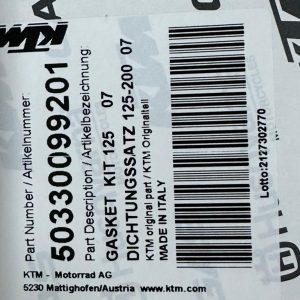 KTM
Part Number / Artikelnummer:
50330099201
Part Description / Artikelbezeichnung:
GASKET KIT 125 07
DICHTUNGSSATZ 125-200 07
KTM original part / KTM Originalteil
MADE IN ITALY
Lotto:2127302770
KTM - Motorrad AG
5230 Mattighofen/Austria www.ktm.com